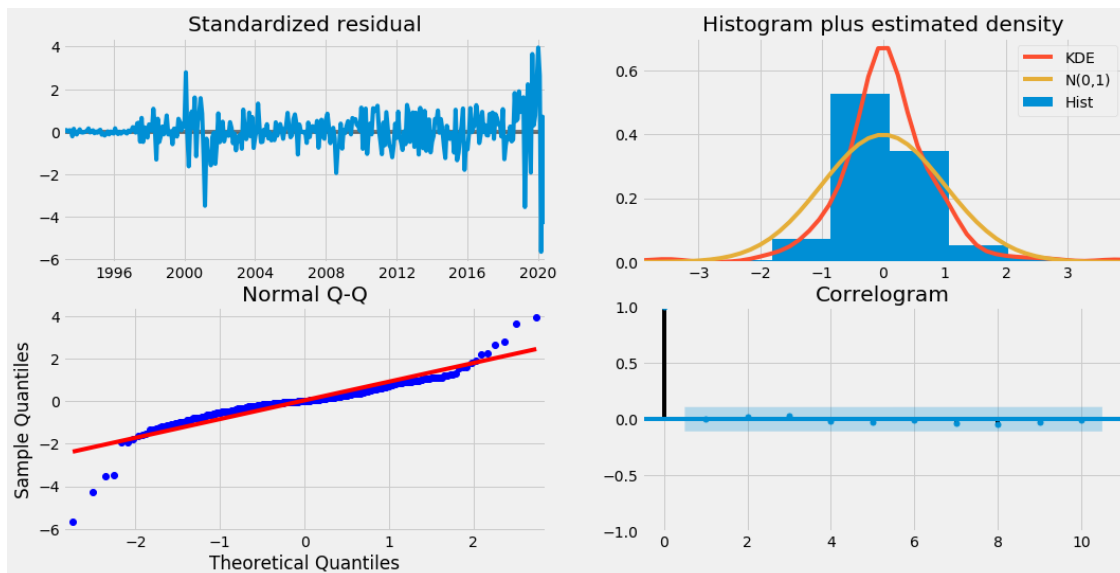 Standardized residual
4
2
0
−2
−4
−6
1996 2000 2004 2008 2012 2016 2020
Histogram plus estimated density
KDE
N(0,1)
Hist
0.6
0.4
0.2
0.0
−3 −2 −1 0 1 2 3
Normal Q-Q
Sample Quantiles
4
2
0
−2
−4
−6
−2 −1 0 1 2
Theoretical Quantiles
Correlogram
1.0
0.5
0.0
−0.5
−1.0
0 2 4 6 8 10